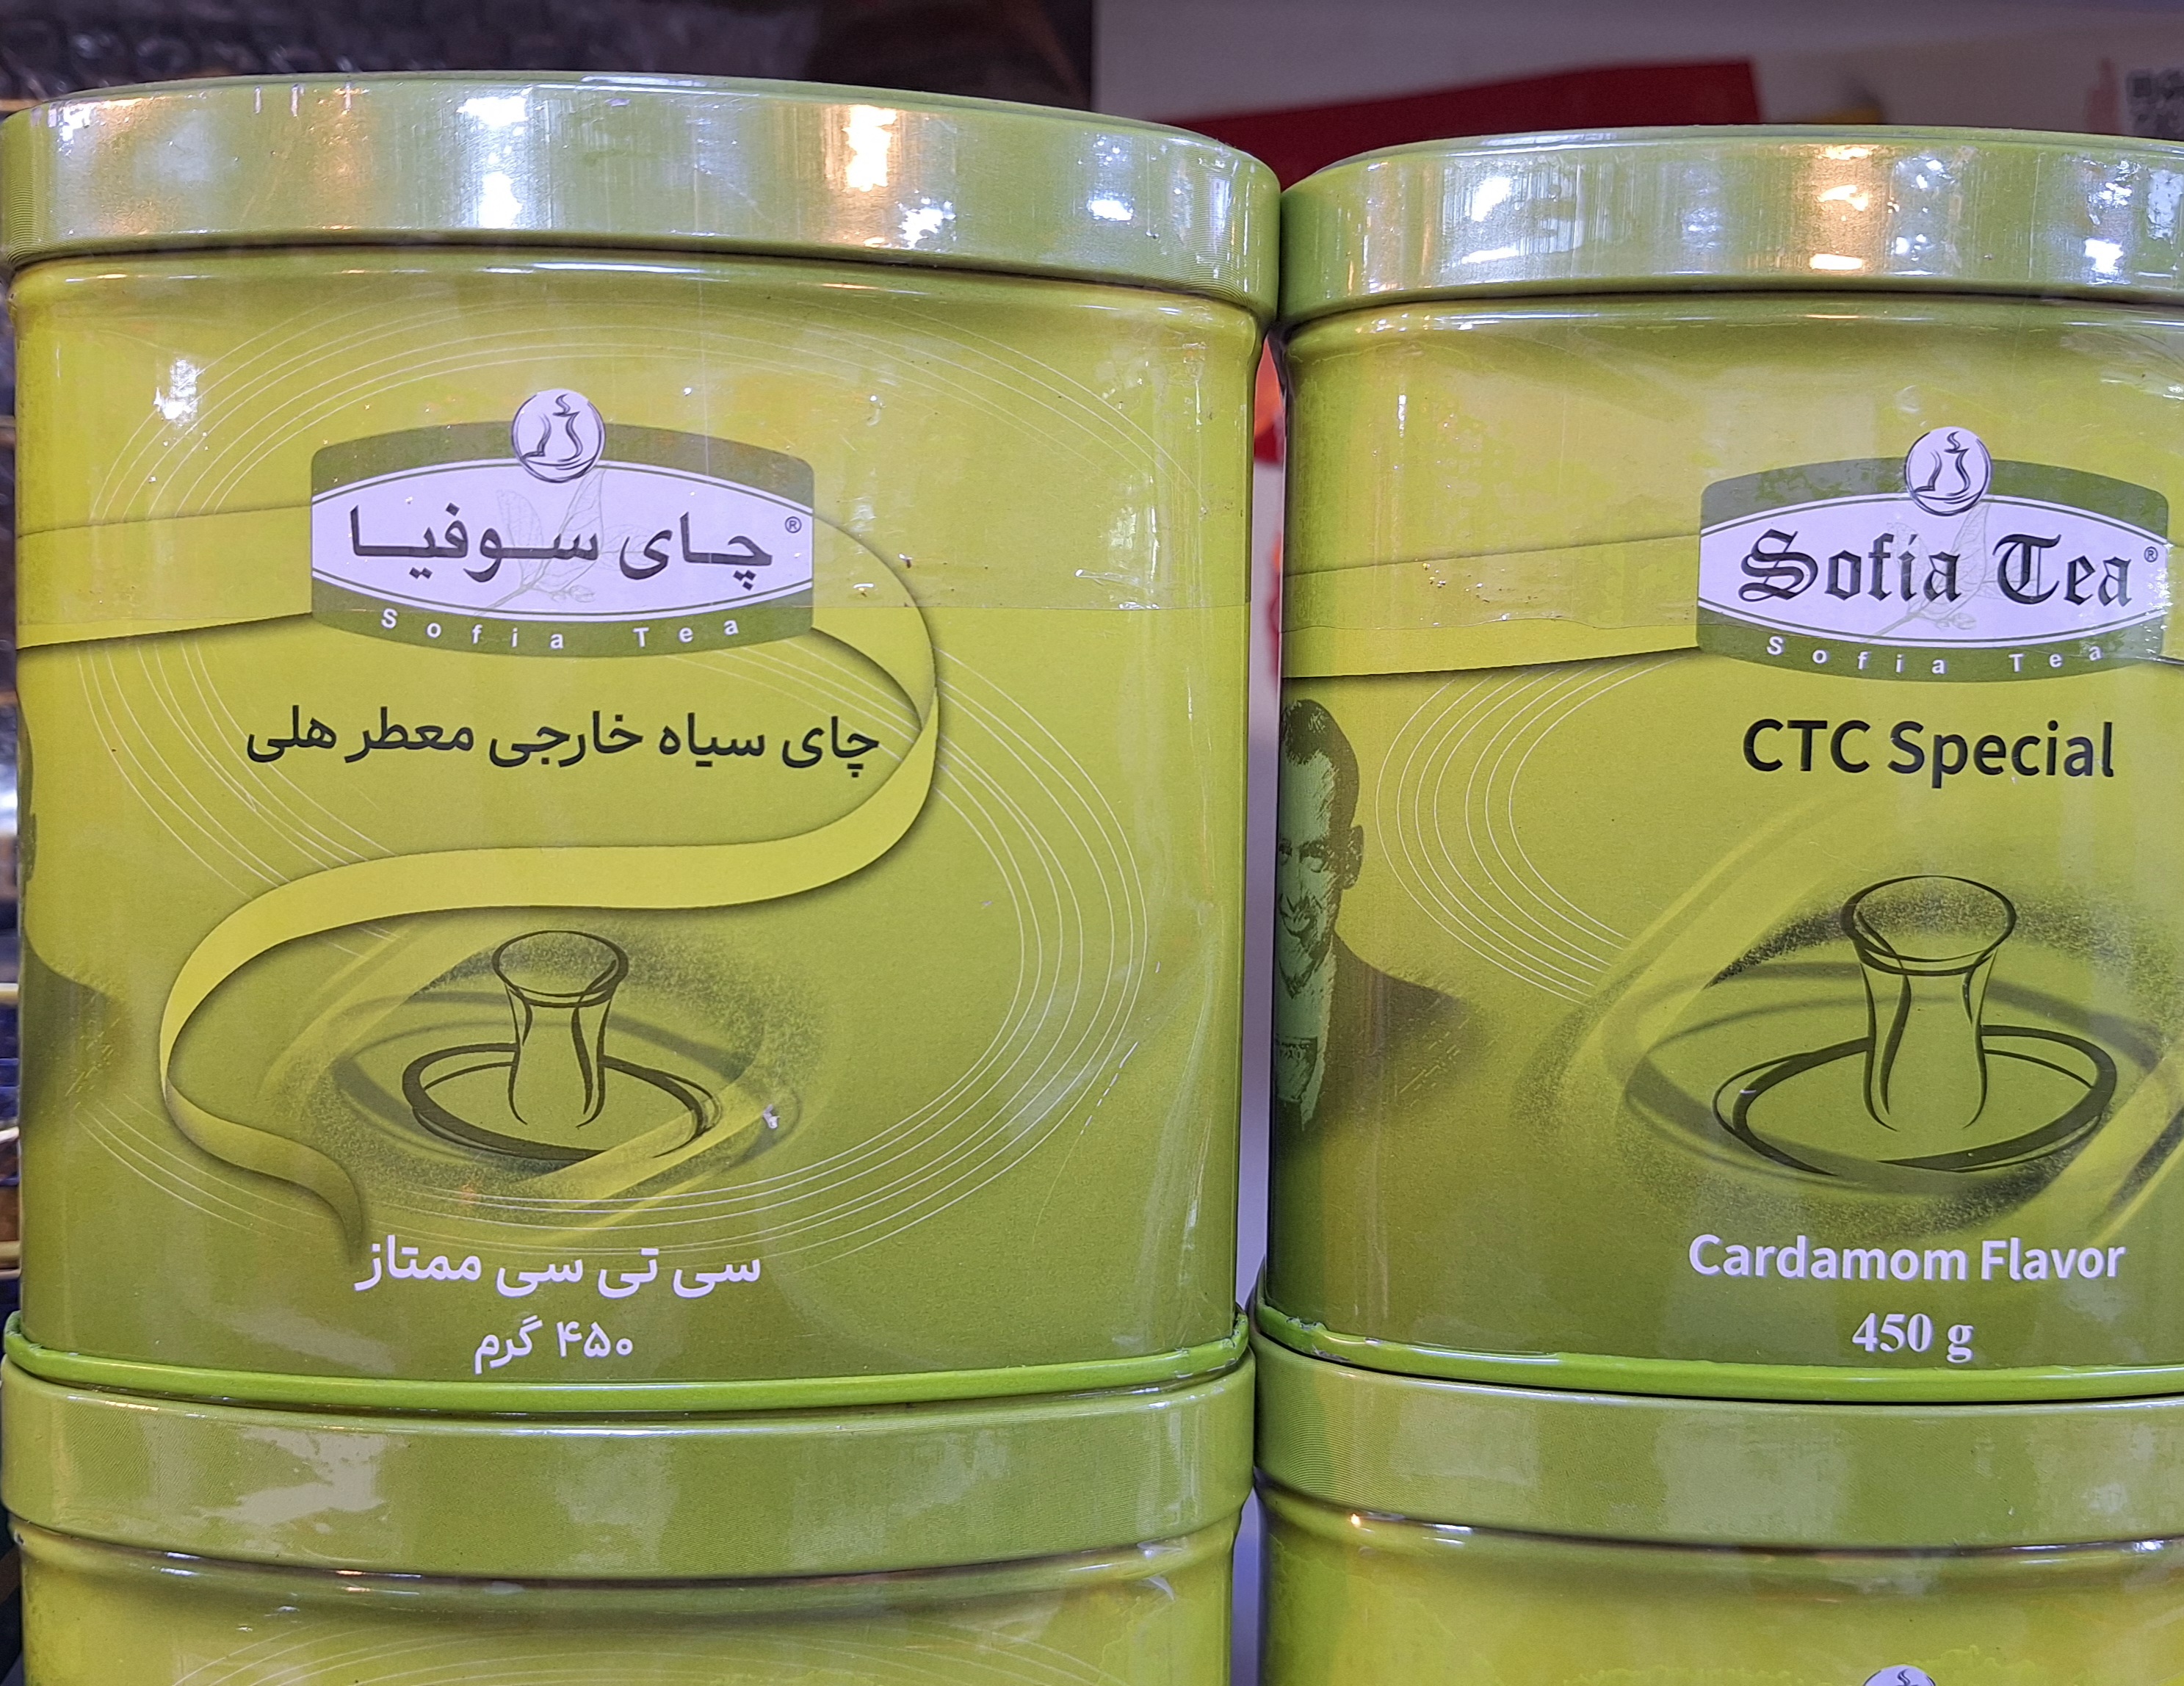 چای سوفیا ®
Sofia Tea
چای سیاه خارجی معطر هلی
سی تی سی ممتاز
۴۵۰ گرم
Sofia Tea ®
Sofia Tea
CTC Special
Cardamom Flavor
450 g